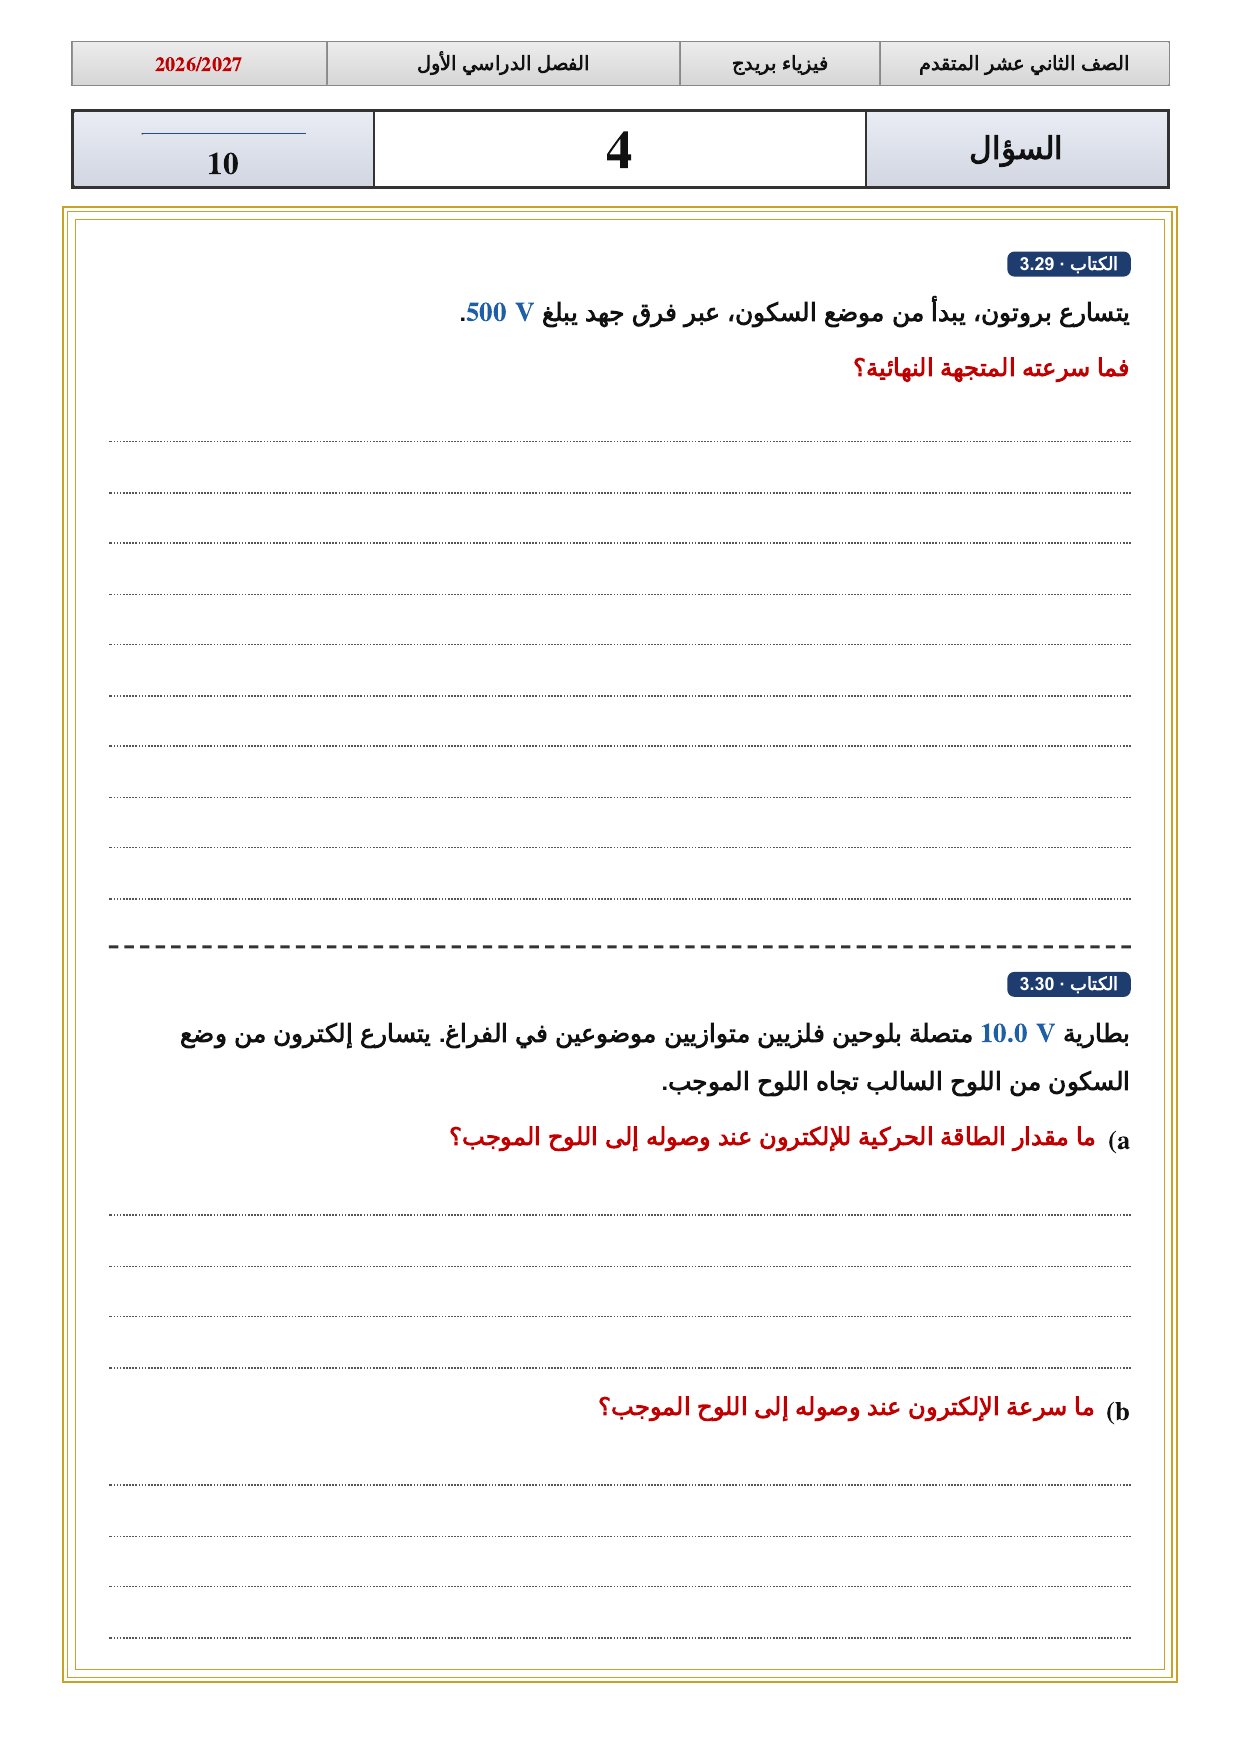 الصف الثاني عشر المتقدم فيزياء بريدج الفصل الدراسي الأول 2026/2027
السؤال 4 10
الكتاب · 3.29
يتسارع بروتون، يبدأ من موضع السكون، عبر فرق جهد يبلغ 500 V.
فما سرعته المتجهة النهائية؟
الكتاب · 3.30
بطارية 10.0 V متصلة بلوحين فلزيين متوازيين موضوعين في الفراغ. يتسارع إلكترون من وضع
السكون من اللوح السالب تجاه اللوح الموجب.
a) ما مقدار الطاقة الحركية للإلكترون عند وصوله إلى اللوح الموجب؟
b) ما سرعة الإلكترون عند وصوله إلى اللوح الموجب؟